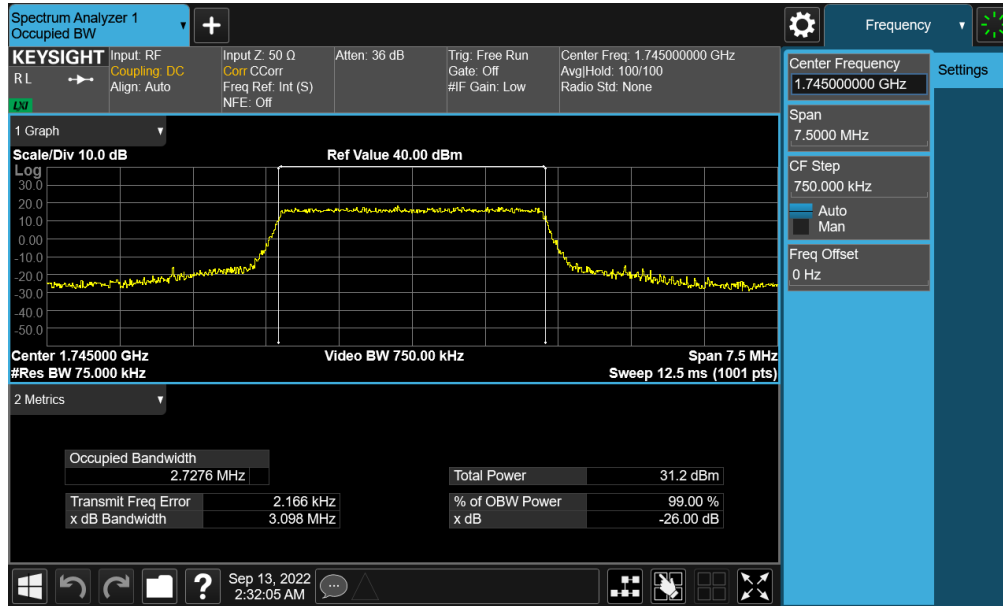 Spectrum Analyzer 1
Occupied BW
+
Frequency
KEYSIGHT
R L
LXI
Input: RF
Coupling: DC
Align: Auto
Input Z: 50 Ω
Corr CCorr
Freq Ref: Int (S)
NFE: Off
Atten: 36 dB
Trig: Free Run
Gate: Off
#IF Gain: Low
Center Freq: 1.745000000 GHz
Avg|Hold: 100/100
Radio Std: None
Center Frequency
1.745000000 GHz
Settings
Span
7.5000 MHz
CF Step
750.000 kHz
Auto
Man
Freq Offset
0 Hz
1 Graph
Scale/Div 10.0 dB
Ref Value 40.00 dBm
Log
30.0
20.0
10.0
0.00
-10.0
-20.0
-30.0
-40.0
-50.0
Center 1.745000 GHz
Video BW 750.00 kHz
Span 7.5 MHz
#Res BW 75.000 kHz
Sweep 12.5 ms (1001 pts)
2 Metrics
Occupied Bandwidth
2.7276 MHz
Total Power 31.2 dBm
Transmit Freq Error 2.166 kHz
% of OBW Power 99.00 %
x dB Bandwidth 3.098 MHz
x dB -26.00 dB
?
Sep 13, 2022
2:32:05 AM